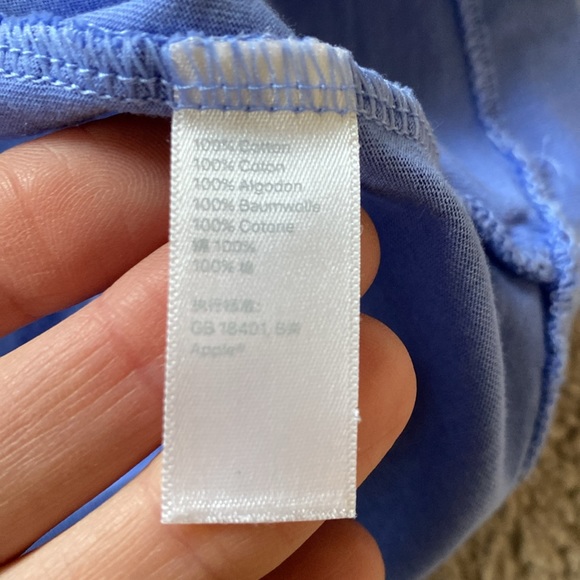 100% Cotton
100% Coton
100% Algodon
100% Baumwolle
100% Cotone
綿 100%
100% 棉
执行标准:
GB 18401, B类
Apple®